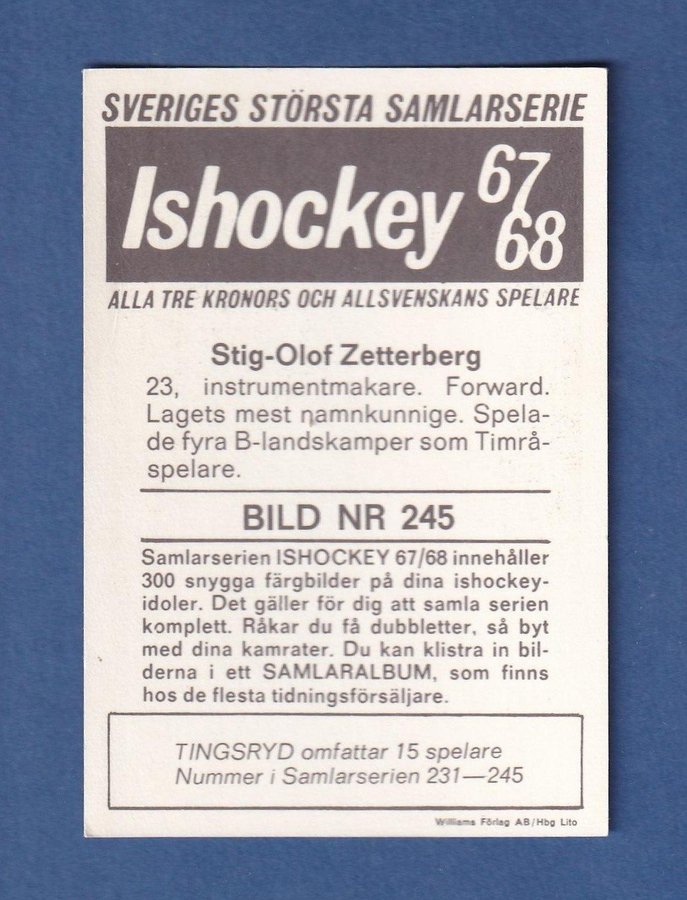 SVERIGES STÖRSTA SAMLARSERIE
Ishockey 67
68
ALLA TRE KRONORS OCH ALLSVENSKANS SPELARE
Stig-Olof Zetterberg
23, instrumentmakare. Forward.
Lagets mest namnkunnige. Spela-
de fyra B-landskamper som Timrå-
spelare.
BILD NR 245
Samlarserien ISHOCKEY 67/68 innehåller
300 snygga färgbilder på dina ishockey-
idoler. Det gäller för dig att samla serien
komplett. Råkar du få dubbletter, så byt
med dina kamrater. Du kan klistra in bil-
derna i ett SAMLARALBUM, som finns
hos de flesta tidningsförsäljare.
TINGSRYD omfattar 15 spelare
Nummer i Samlarserien 231—245
Williams Förlag AB/Hbg Lito